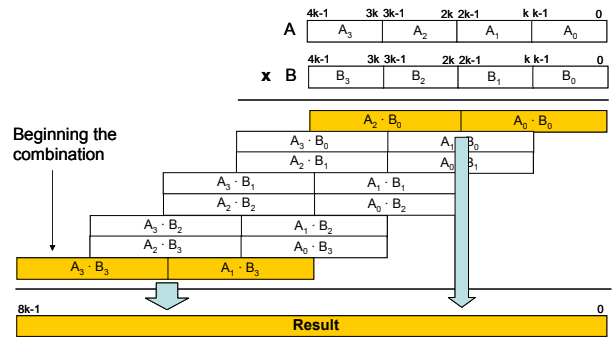 4k-1 3k 3k-1 2k 2k-1 k k-1 0
A A₃ A₂ A₁ A₀
4k-1 3k 3k-1 2k 2k-1 k k-1 0
x B B₃ B₂ B₁ B₀
A₂ · B₀ A₀ · B₀
Beginning the
combination
A₃ · B₀ A₁ B₀
A₂ · B₁ A₀ B₁
A₃ · B₁ A₁ · B₁
A₂ · B₂ A₀ · B₂
A₃ · B₂ A₁ · B₂
A₂ · B₃ A₀ · B₃
A₃ · B₃ A₁ · B₃
8k-1 0
Result